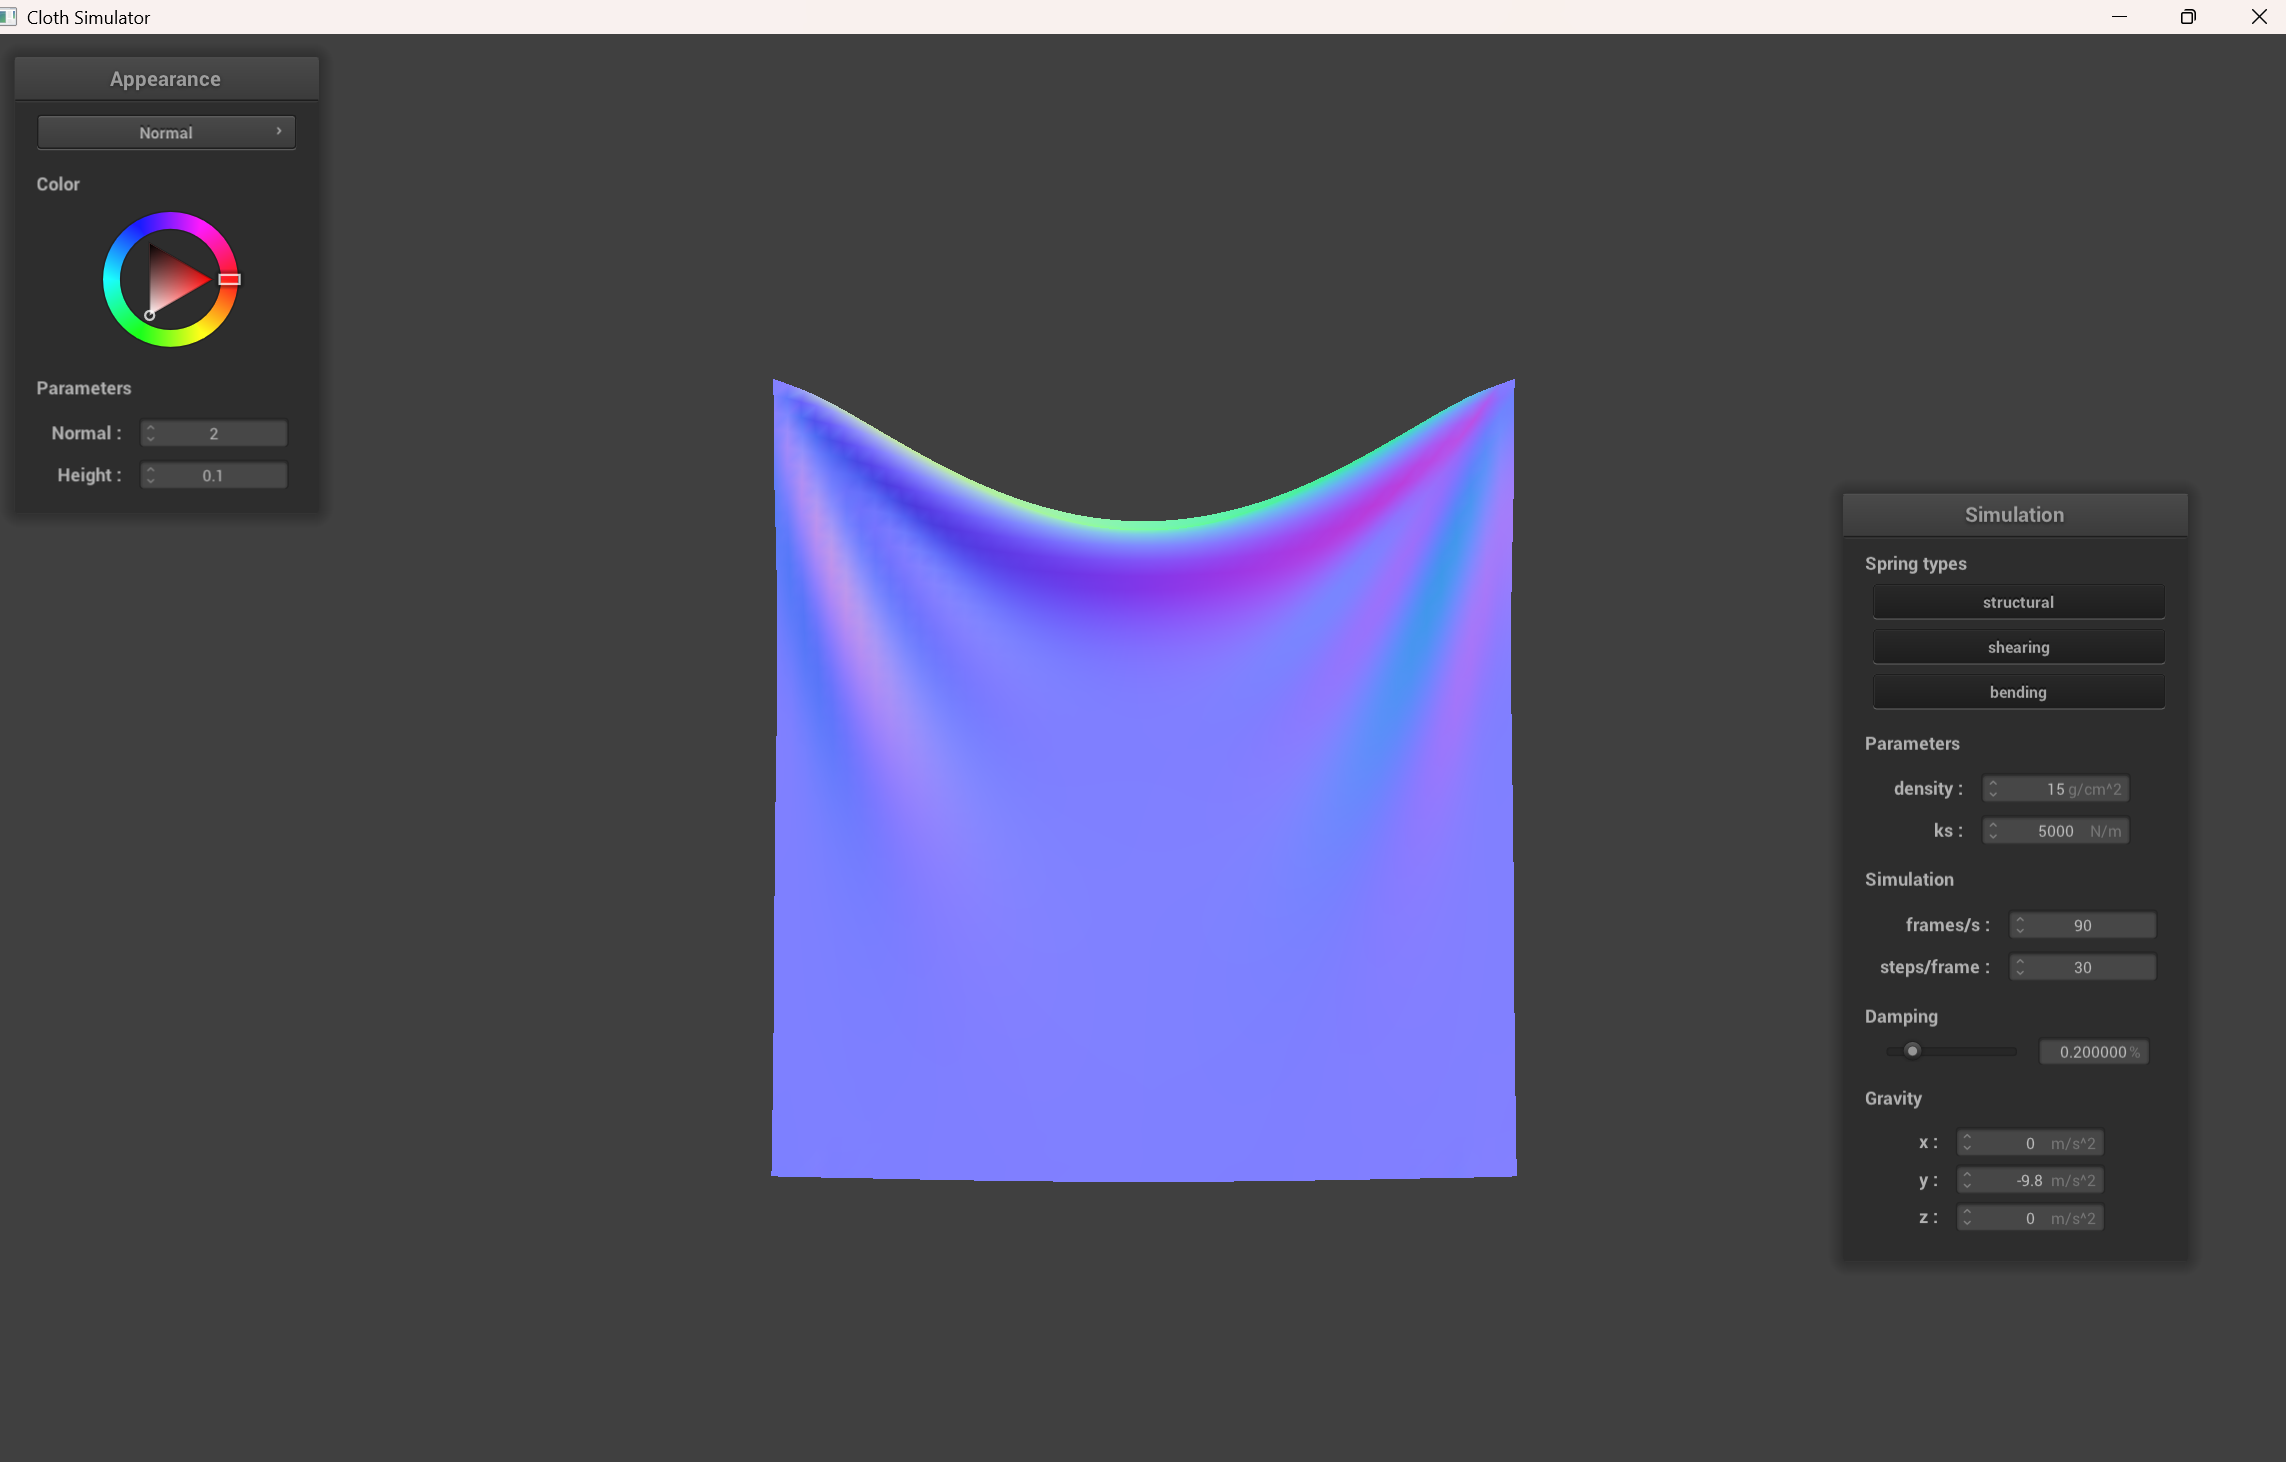 Cloth Simulator
Appearance
Normal
Color
Parameters
Normal : 2
Height : 0.1
Simulation
Spring types
structural
shearing
bending
Parameters
density : 15 g/cm^2
ks : 5000 N/m
Simulation
frames/s : 90
steps/frame : 30
Damping
0.200000 %
Gravity
x : 0 m/s^2
y : -9.8 m/s^2
z : 0 m/s^2